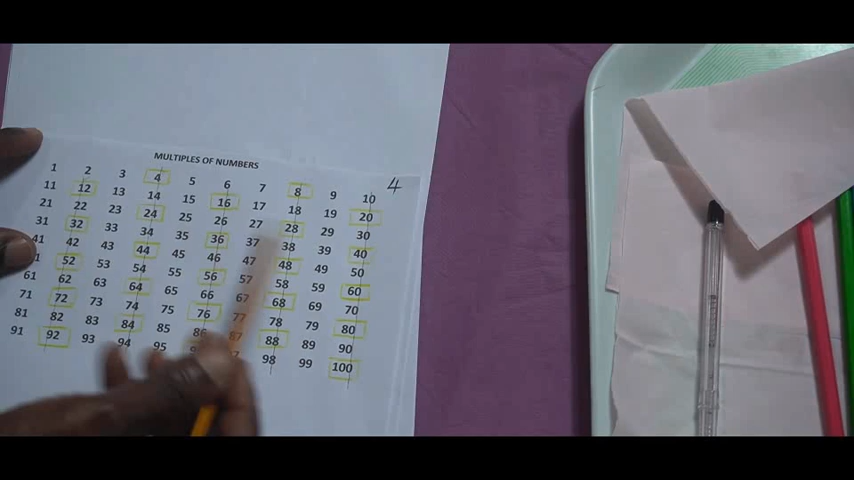 MULTIPLES OF NUMBERS
4
1 2 3 4 5 6 7 8 9 10
11 12 13 14 15 16 17 18 19 20
21 22 23 24 25 26 27 28 29 30
31 32 33 34 35 36 37 38 39 40
41 42 43 44 45 46 47 48 49 50
52 53 54 55 56 57 58 59 60
61 62 63 64 65 66 67 68 69 70
71 72 73 74 75 76 77 78 79 80
81 82 83 84 85 86 87 88 89 90
91 92 93 94 95 98 99 100